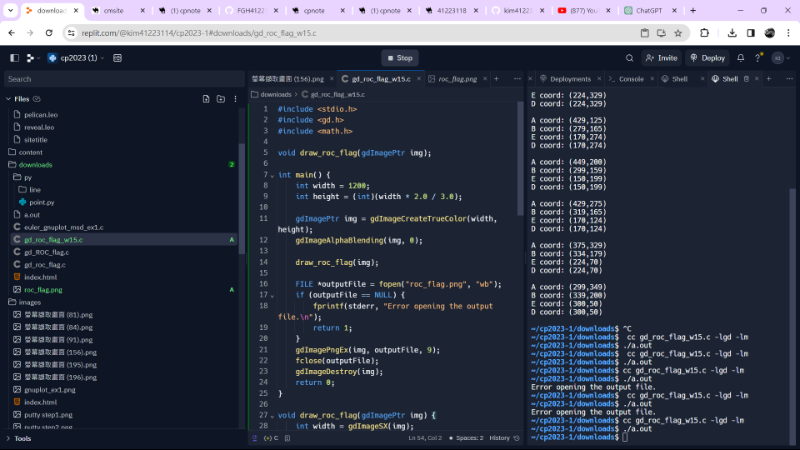 downloads
cmsite
(1) cpnote
FGH4122
cpnote
(1) cpnote
41223118
kim4122
(877) You
ChatGPT
replit.com/@kim41223114/cp2023-1#downloads/gd_roc_flag_w15.c
cp2023 (1)
Stop
Invite
Deploy
Search
Files
pelican.leo
reveal.leo
sitetitle
content
downloads
2
py
line
point.py
a.out
euler_gnuplot_msd_ex1.c
gd_roc_flag_w15.c
A
gd_ROC_flag.c
gd_roc_flag.c
index.html
roc_flag.png
A
images
螢幕擷取畫面 (81).png
螢幕擷取畫面 (84).png
螢幕擷取畫面 (91).png
螢幕擷取畫面 (156).png
螢幕擷取畫面 (195).png
螢幕擷取畫面 (196).png
gnuplot_ex1.png
index.html
putty step1.png
putty step2.png
Tools
螢幕擷取畫面 (156).png
gd_roc_flag_w15.c
roc_flag.png
downloads > gd_roc_flag_w15.c
1 #include <stdio.h>
2 #include <gd.h>
3 #include <math.h>
4
5 void draw_roc_flag(gdImagePtr img);
6
7 int main() {
8 int width = 1200;
9 int height = (int)(width * 2.0 / 3.0);
10
11 gdImagePtr img = gdImageCreateTrueColor(width,
height);
12 gdImageAlphaBlending(img, 0);
13
14 draw_roc_flag(img);
15
16 FILE *outputFile = fopen("roc_flag.png", "wb");
17 if (outputFile == NULL) {
18 fprintf(stderr, "Error opening the output
file.\n");
19 return 1;
20 }
21 gdImagePngEx(img, outputFile, 9);
22 fclose(outputFile);
23 gdImageDestroy(img);
24 return 0;
25 }
26
27 void draw_roc_flag(gdImagePtr img) {
28 int width = gdImageSX(img);
Ln 54, Col 2
Spaces: 2
History
Deployments
Console
Shell
Shell
E coord: (224,329)
D coord: (224,329)
A coord: (429,125)
B coord: (279,165)
E coord: (170,274)
D coord: (170,274)
A coord: (449,200)
B coord: (299,159)
E coord: (150,199)
D coord: (150,199)
A coord: (429,275)
B coord: (319,165)
E coord: (170,124)
D coord: (170,124)
A coord: (375,329)
B coord: (334,179)
E coord: (224,70)
D coord: (224,70)
A coord: (299,349)
B coord: (339,200)
E coord: (300,50)
D coord: (300,50)
~/cp2023-1/downloads$ ^C
~/cp2023-1/downloads$ cc gd_roc_flag_w15.c -lgd -lm
~/cp2023-1/downloads$ ./a.out
~/cp2023-1/downloads$ cc gd_roc_flag_w15.c -lgd -lm
~/cp2023-1/downloads$ ./a.out
Error opening the output file.
~/cp2023-1/downloads$ cc gd_roc_flag_w15.c -lgd -lm
~/cp2023-1/downloads$ ./a.out
Error opening the output file.
~/cp2023-1/downloads$ cc gd_roc_flag_w15.c -lgd -lm
~/cp2023-1/downloads$ ./a.out
~/cp2023-1/downloads$